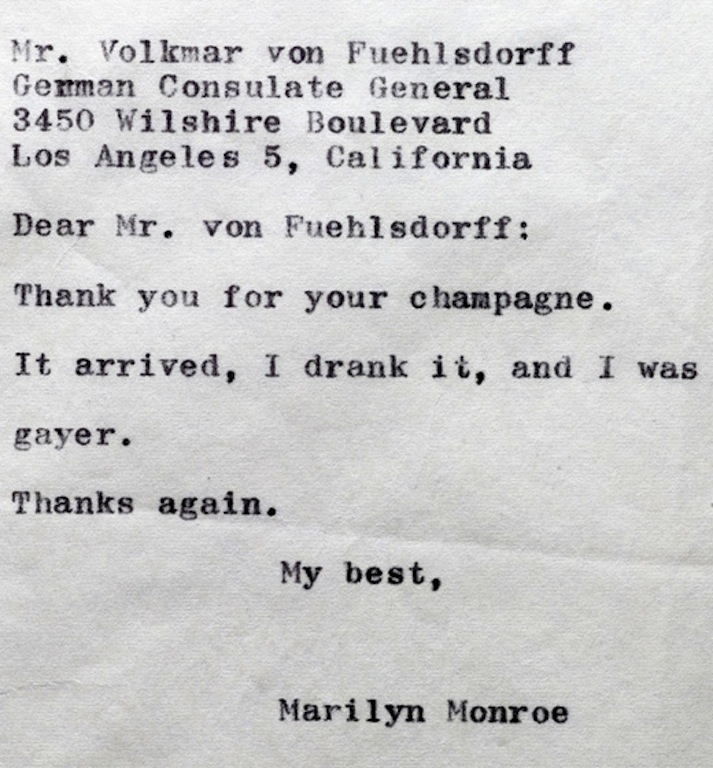 Mr. Volkmar von Fuehlsdorff
German Consulate General
3450 Wilshire Boulevard
Los Angeles 5, California
Dear Mr. von Fuehlsdorff:
Thank you for your champagne.
It arrived, I drank it, and I was
gayer.
Thanks again.
My best,
Marilyn Monroe